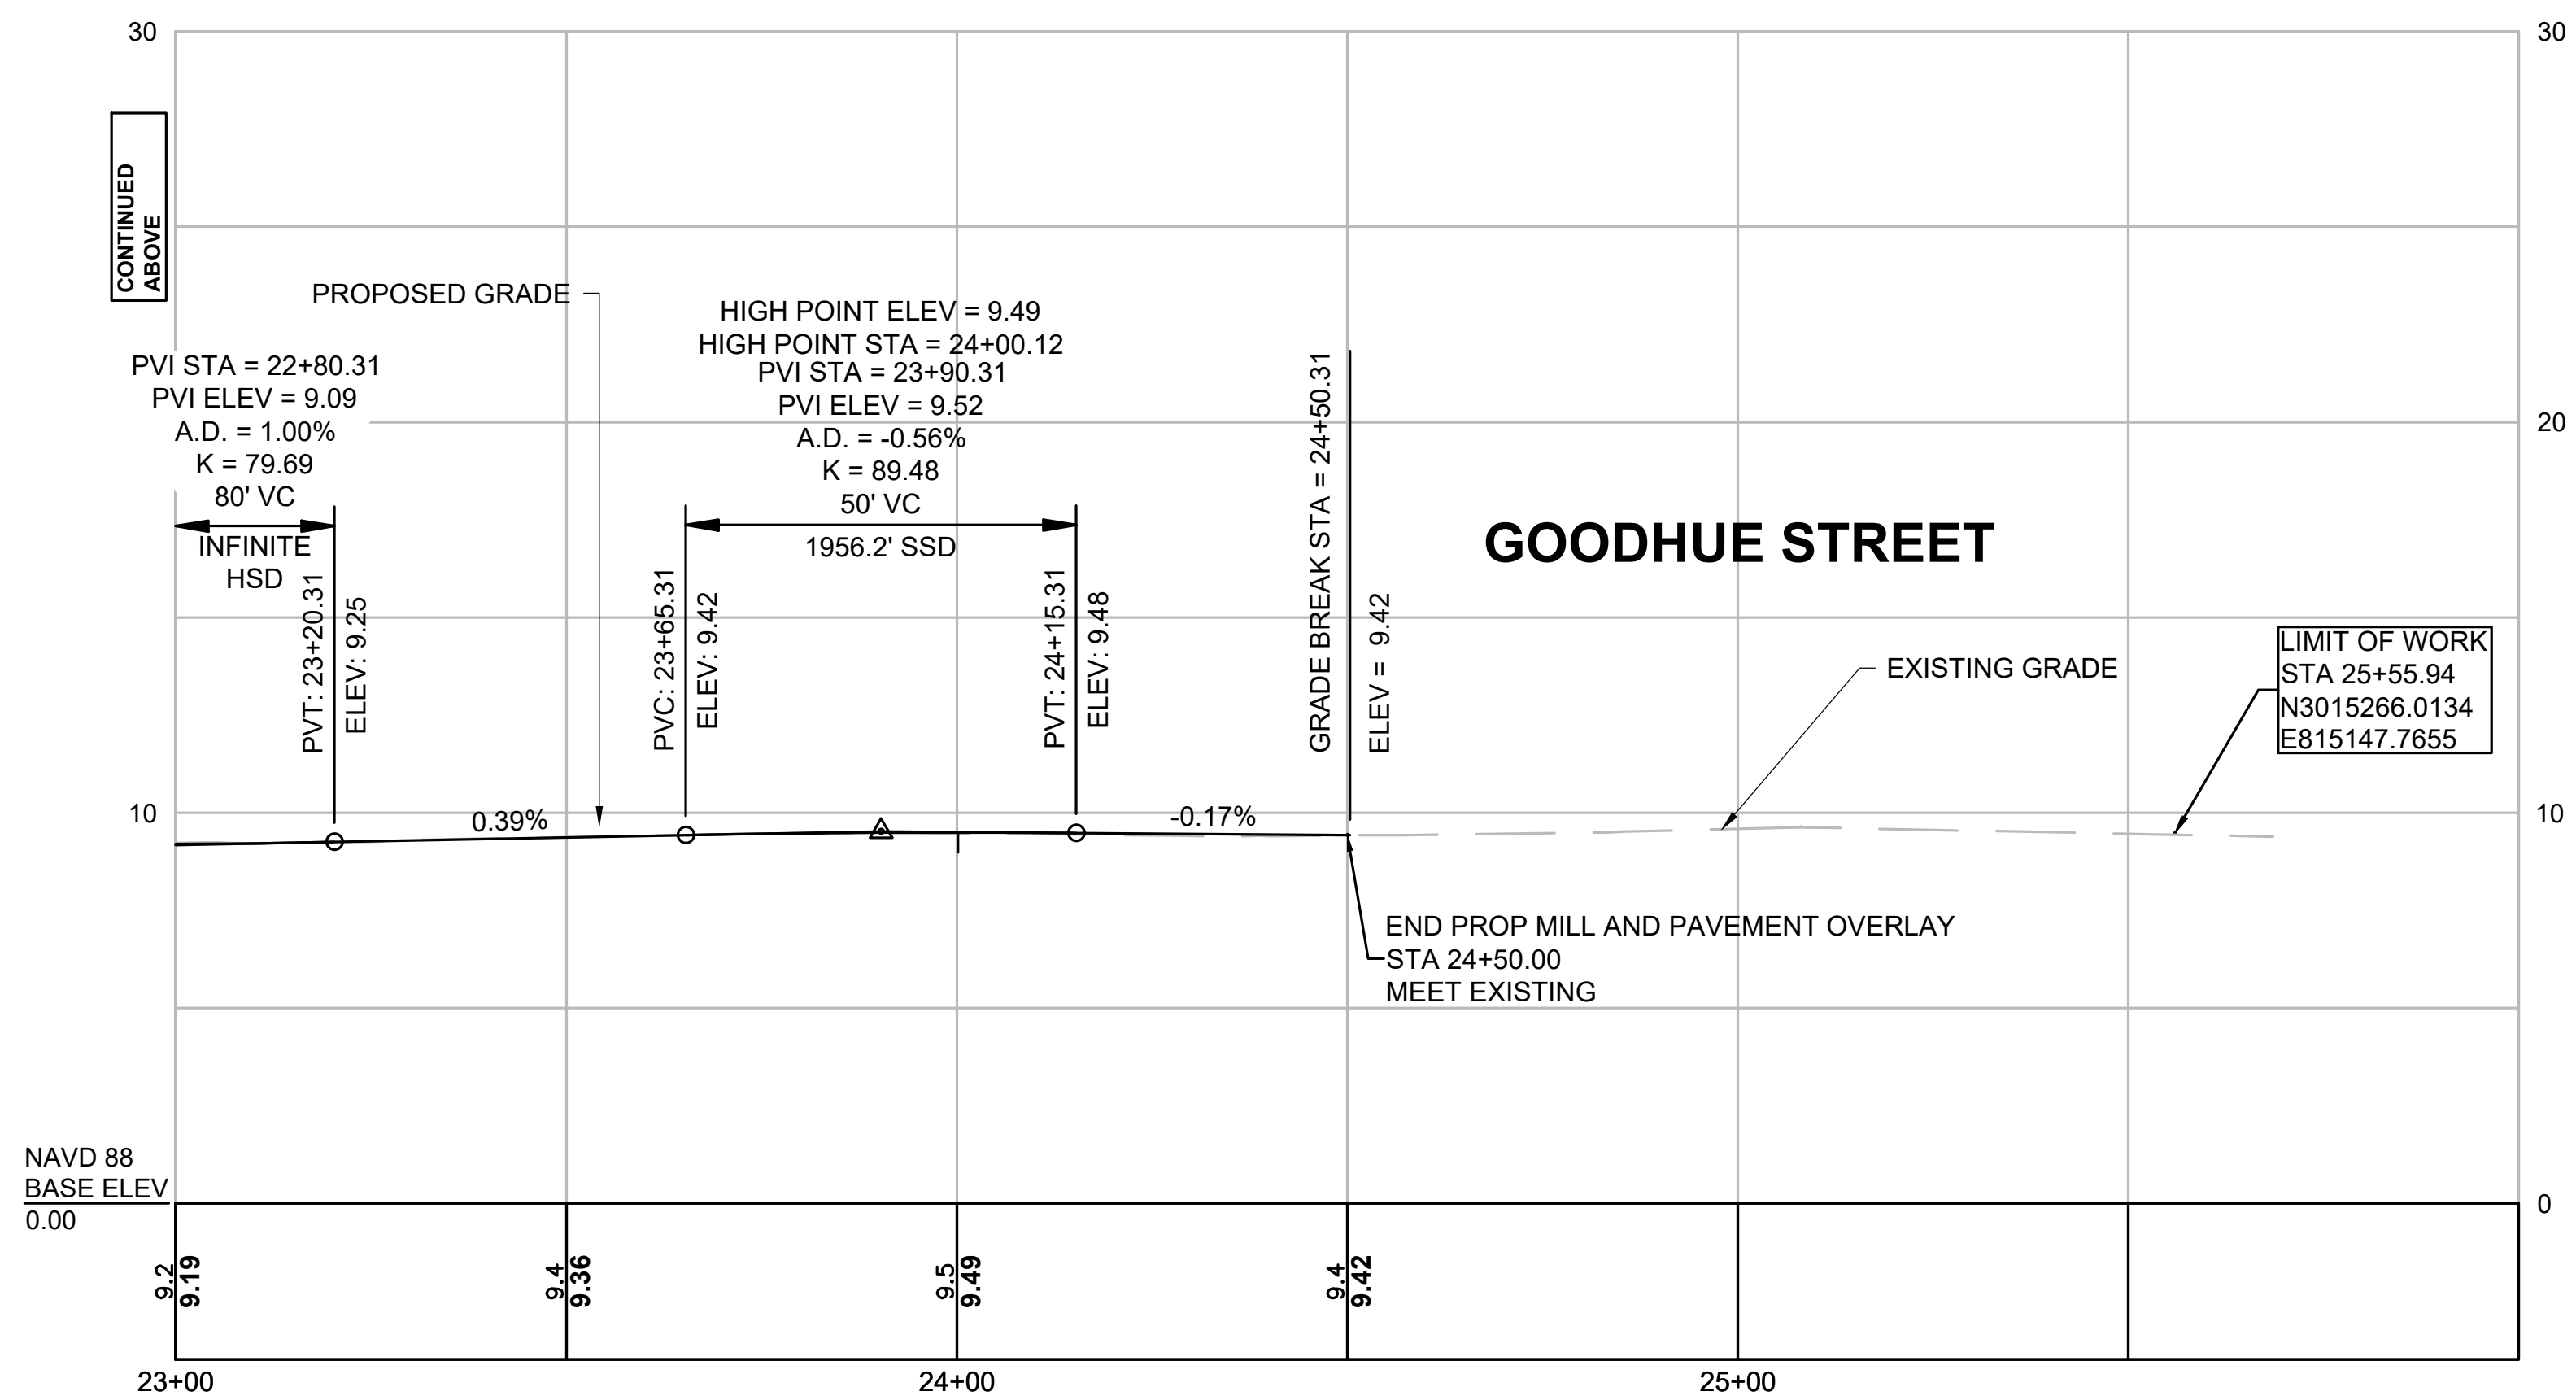 30
30
CONTINUED
ABOVE
PROPOSED GRADE
HIGH POINT ELEV = 9.49
HIGH POINT STA = 24+00.12
PVI STA = 22+80.31
PVI ELEV = 9.09
A.D. = 1.00%
K = 79.69
80' VC
INFINITE
HSD
PVI STA = 23+90.31
PVI ELEV = 9.52
A.D. = -0.56%
K = 89.48
50' VC
1956.2' SSD
PVT: 23+20.31
ELEV: 9.25
PVC: 23+65.31
ELEV: 9.42
PVT: 24+15.31
ELEV: 9.48
GRADE BREAK STA = 24+50.31
ELEV = 9.42
20
GOODHUE STREET
EXISTING GRADE
LIMIT OF WORK
STA 25+55.94
N3015266.0134
E815147.7655
10
0.39%
-0.17%
10
END PROP MILL AND PAVEMENT OVERLAY
STA 24+50.00
MEET EXISTING
NAVD 88
BASE ELEV
0.00
0
9.2
9.19
9.4
9.36
9.5
9.49
9.4
9.42
23+00
24+00
25+00